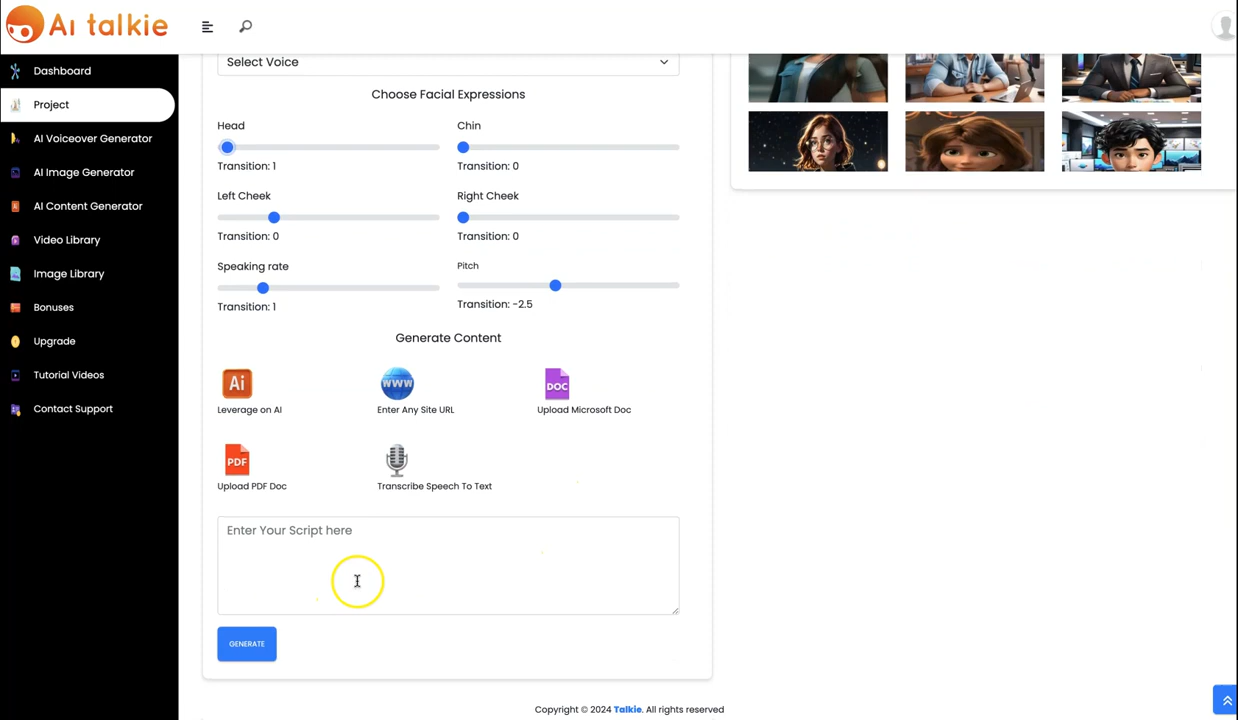 Ai talkie
Dashboard
Project
AI Voiceover Generator
AI Image Generator
AI Content Generator
Video Library
Image Library
Bonuses
Upgrade
Tutorial Videos
Contact Support
Select Voice
Choose Facial Expressions
Head
Chin
Transition: 1
Transition: 0
Left Cheek
Right Cheek
Transition: 0
Transition: 0
Speaking rate
Pitch
Transition: 1
Transition: -2.5
Generate Content
Ai
WWW
DOC
Leverage on AI
Enter Any Site URL
Upload Microsoft Doc
PDF
Upload PDF Doc
Transcribe Speech To Text
Enter Your Script here
GENERATE
Copyright © 2024 Talkie. All rights reserved